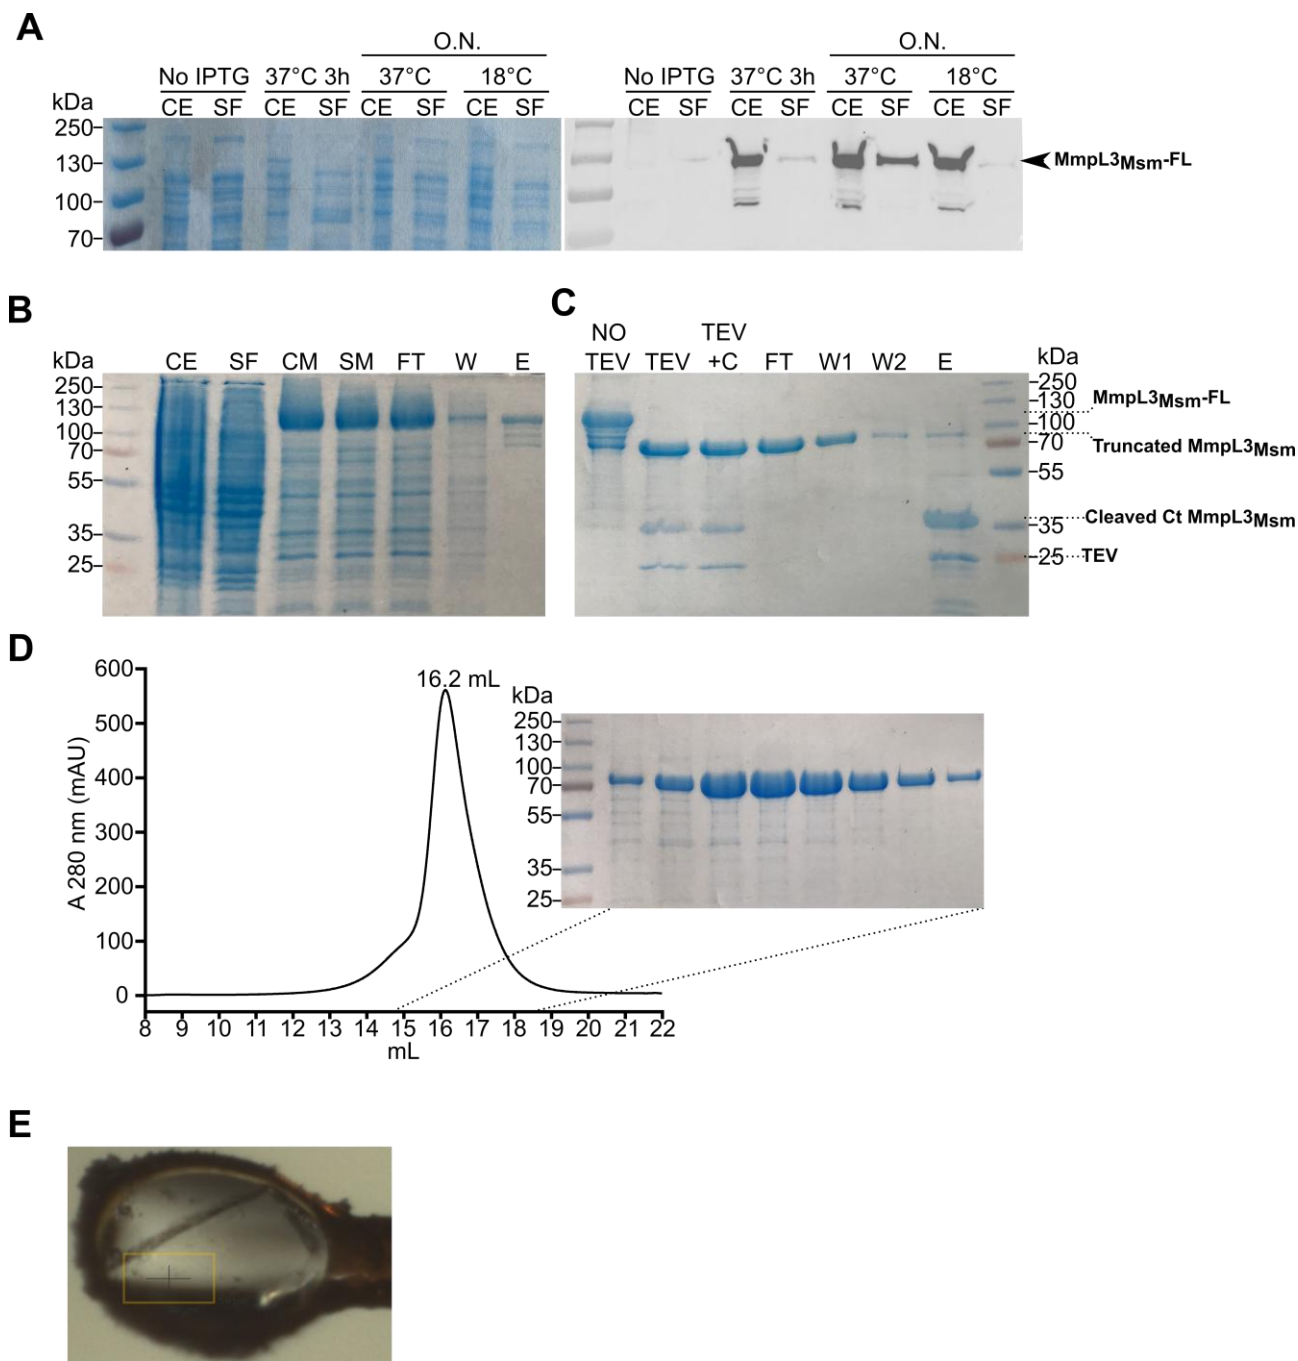 A
O.N.
O.N.
No IPTG 37°C 3h 37°C 18°C
No IPTG 37°C 3h 37°C 18°C
kDa CE SF CE SF CE SF CE SF
CE SF CE SF CE SF CE SF
250
130
100
70
MmpL3Msm-FL
B
kDa CE SF CM SM FT W E
250
130
100
70
55
35
25
C
NO TEV
TEV TEV +C FT W1 W2 E
kDa
250
130
100
70
55
35
25
MmpL3Msm-FL
Truncated MmpL3Msm
Cleaved Ct MmpL3Msm
TEV
D
A 280 nm (mAU)
600
500
400
300
200
100
0
16.2 mL
8 9 10 11 12 13 14 15 16 17 18 19 20 21 22
mL
kDa
250
130
100
70
55
35
25
E